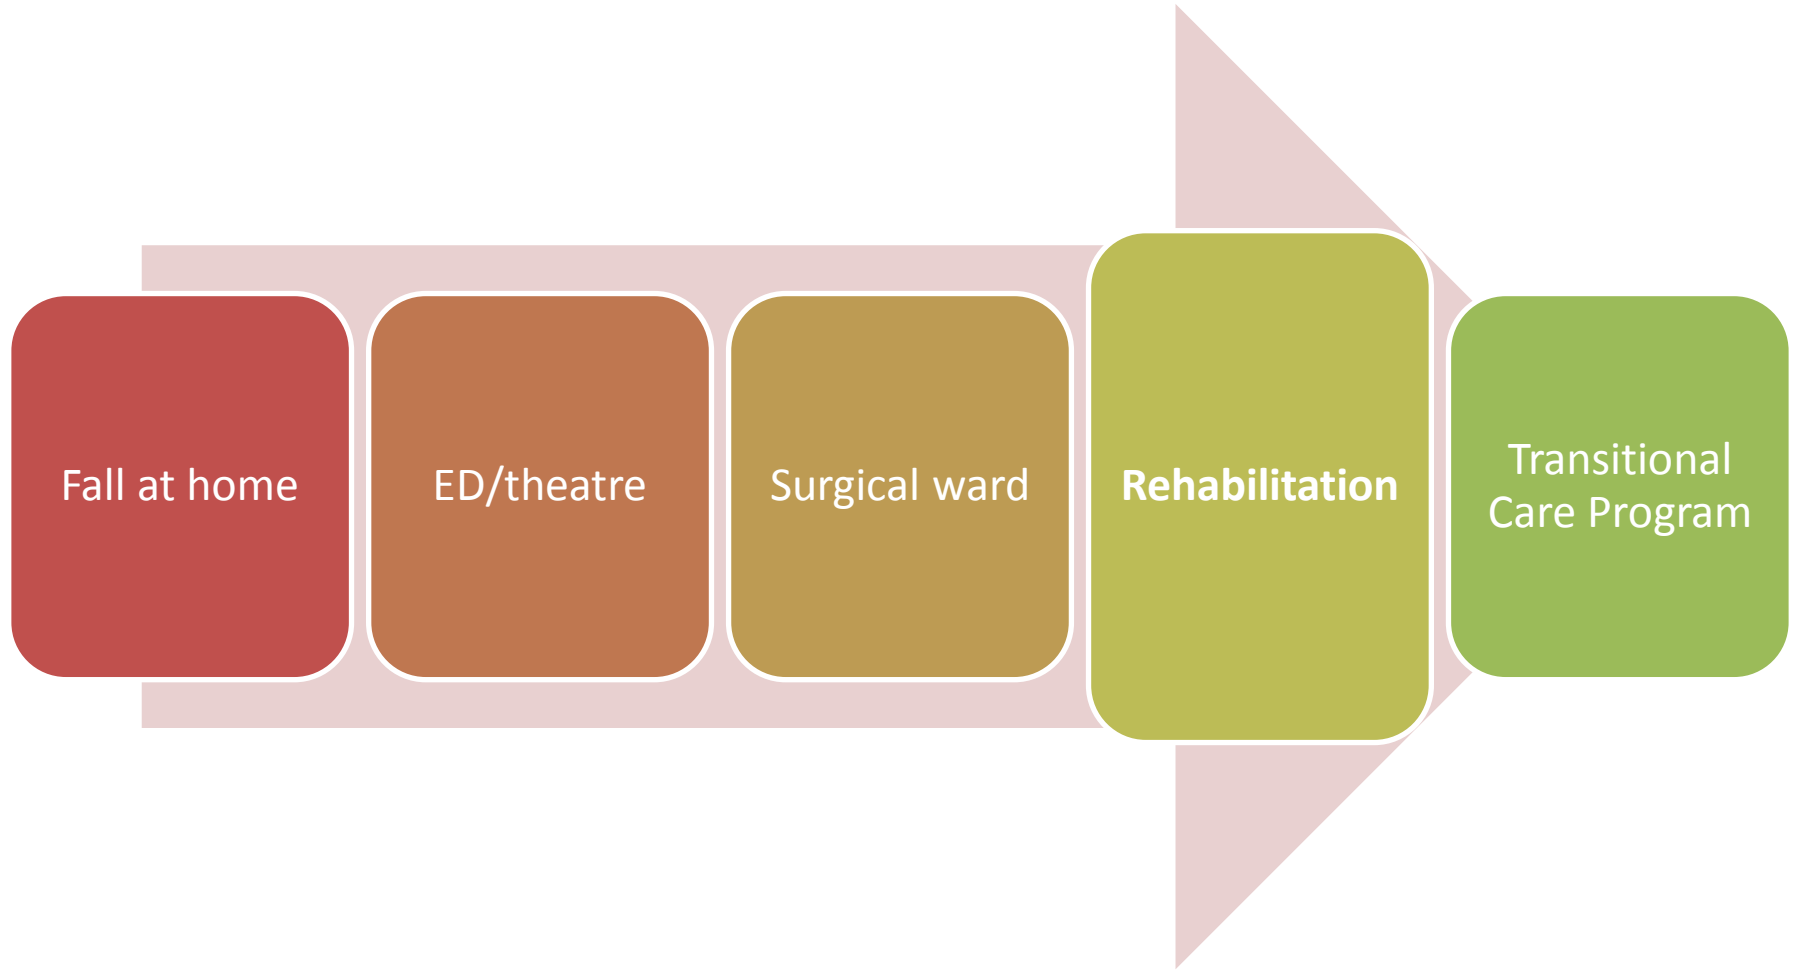 Fall at home
ED/theatre
Surgical ward
Rehabilitation
Transitional
Care Program